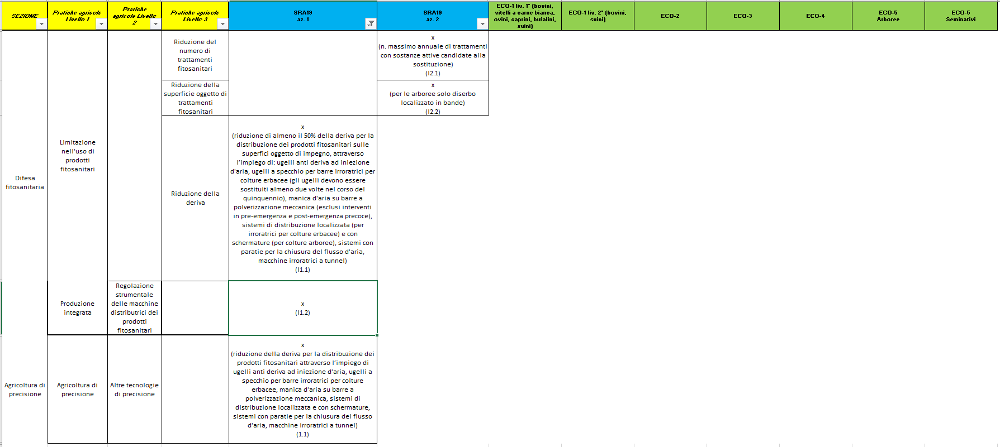 SEZIONE
Pratiche agricole
Livello 1
Pratiche
agricole Livello
2
Pratiche agricole
Livello 3
SRA19
az. 1
SRA19
az. 2
ECO-1 liv. 1° (bovini,
vitelli a carne bianca,
ovini, caprini, bufalini,
suini)
ECO-1 liv. 2° (bovini,
suini)
ECO-2
ECO-3
ECO-4
ECO-5
Arboree
ECO-5
Seminativi
Difesa
fitosanitaria
Limitazione
nell'uso di
prodotti
fitosanitari
Riduzione del
numero di
trattamenti
fitosanitari
x
(n. massimo annuale di trattamenti
con sostanze attive candidate alla
sostituzione)
(I2.1)
Riduzione della
superficie oggetto di
trattamenti
fitosanitari
x
(per le arboree solo diserbo
localizzato in bande)
(I2.2)
Riduzione della
deriva
x
(riduzione di almeno il 50% della deriva per la
distribuzione dei prodotti fitosanitari sulle
superfici oggetto di impegno, attraverso
l’impiego di: ugelli anti deriva ad iniezione
d'aria, ugelli a specchio per barre irroratrici per
colture erbacee (gli ugelli devono essere
sostituiti almeno due volte nel corso del
quinquennio), manica d'aria su barre a
polverizzazione meccanica (esclusi interventi
in pre-emergenza e post-emergenza precoce),
sistemi di distribuzione localizzata (per
irroratrici per colture erbacee) e con
schermature (per colture arboree), sistemi con
paratie per la chiusura del flusso d'aria,
macchine irroratrici a tunnel)
(I1.1)
Produzione
integrata
Regolazione
strumentale
delle macchine
distributrici dei
prodotti
fitosanitari
x
(I1.2)
Agricoltura di
precisione
Agricoltura di
precisione
Altre tecnologie
di precisione
x
(riduzione della deriva per la distribuzione dei
prodotti fitosanitari attraverso l’impiego di
ugelli anti deriva ad iniezione d'aria, ugelli a
specchio per barre irroratrici per colture
erbacee, manica d'aria su barre a
polverizzazione meccanica, sistemi di
distribuzione localizzata e con schermature,
sistemi con paratie per la chiusura del flusso
d'aria, macchine irroratrici a tunnel)
(1.1)